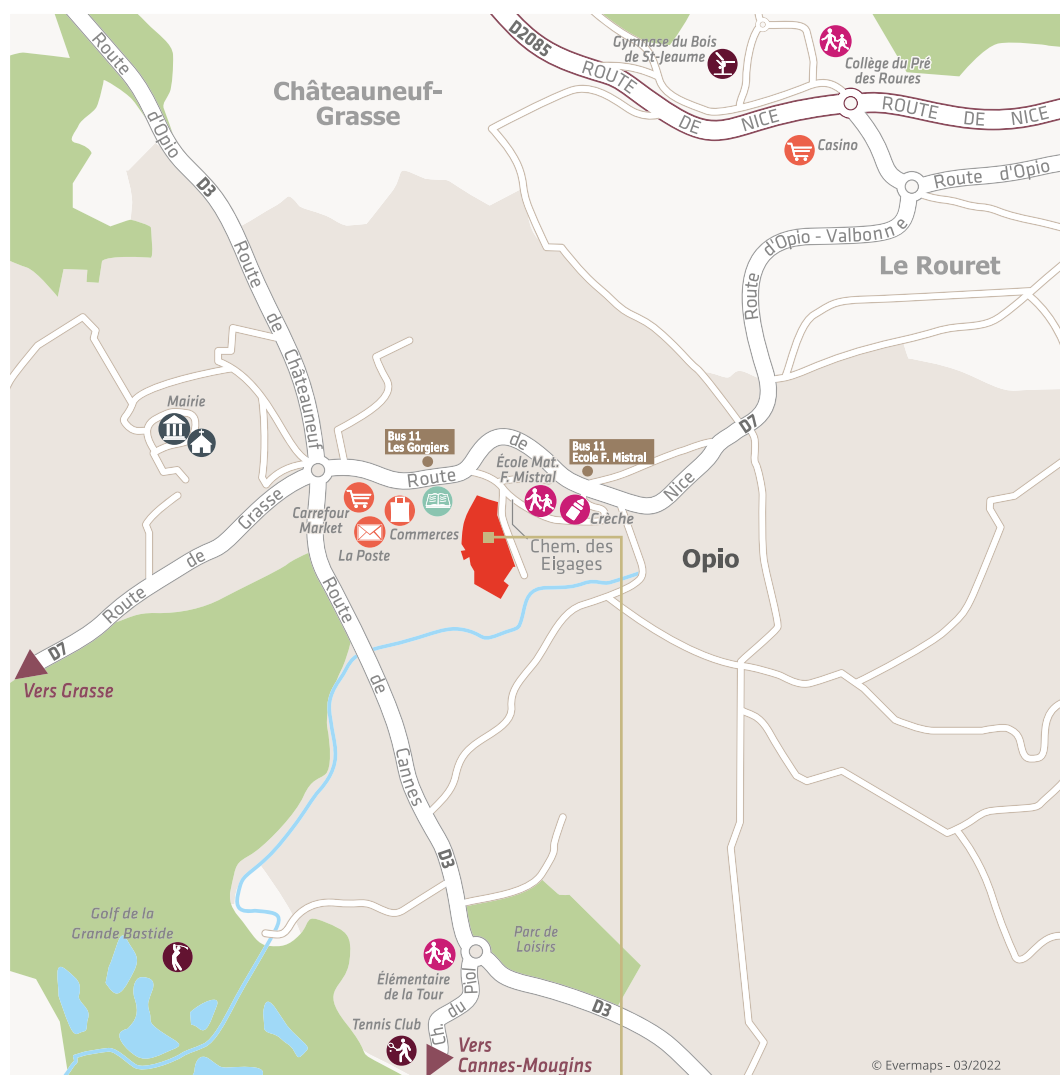 D2085
ROUTE
DE
NICE
ROUTE DE NICE
Gymnase du Bois
de St-Jeaume
Collège du Pré
des Roures
Casino
Route d'Opio
Route d'Opio - Valbonne
Le Rouret
Châteauneuf-
Grasse
Route
d'Opio
D3
Route
de
Châteauneuf
Mairie
Bus 11
Les Gorgiers
Bus 11
Ecole F. Mistral
Route
de
Nice
D7
École Mat.
F. Mistral
Crèche
Carrefour
Market
Commerces
La Poste
Chem. des
Eigages
Opio
Route
de
Grasse
D7
Vers Grasse
Route
de
Cannes
D3
Golf de la
Grande Bastide
Parc de
Loisirs
Élémentaire
de la Tour
Ch. du Piol
D3
Tennis Club
Vers
Cannes-Mougins
© Evermaps - 03/2022